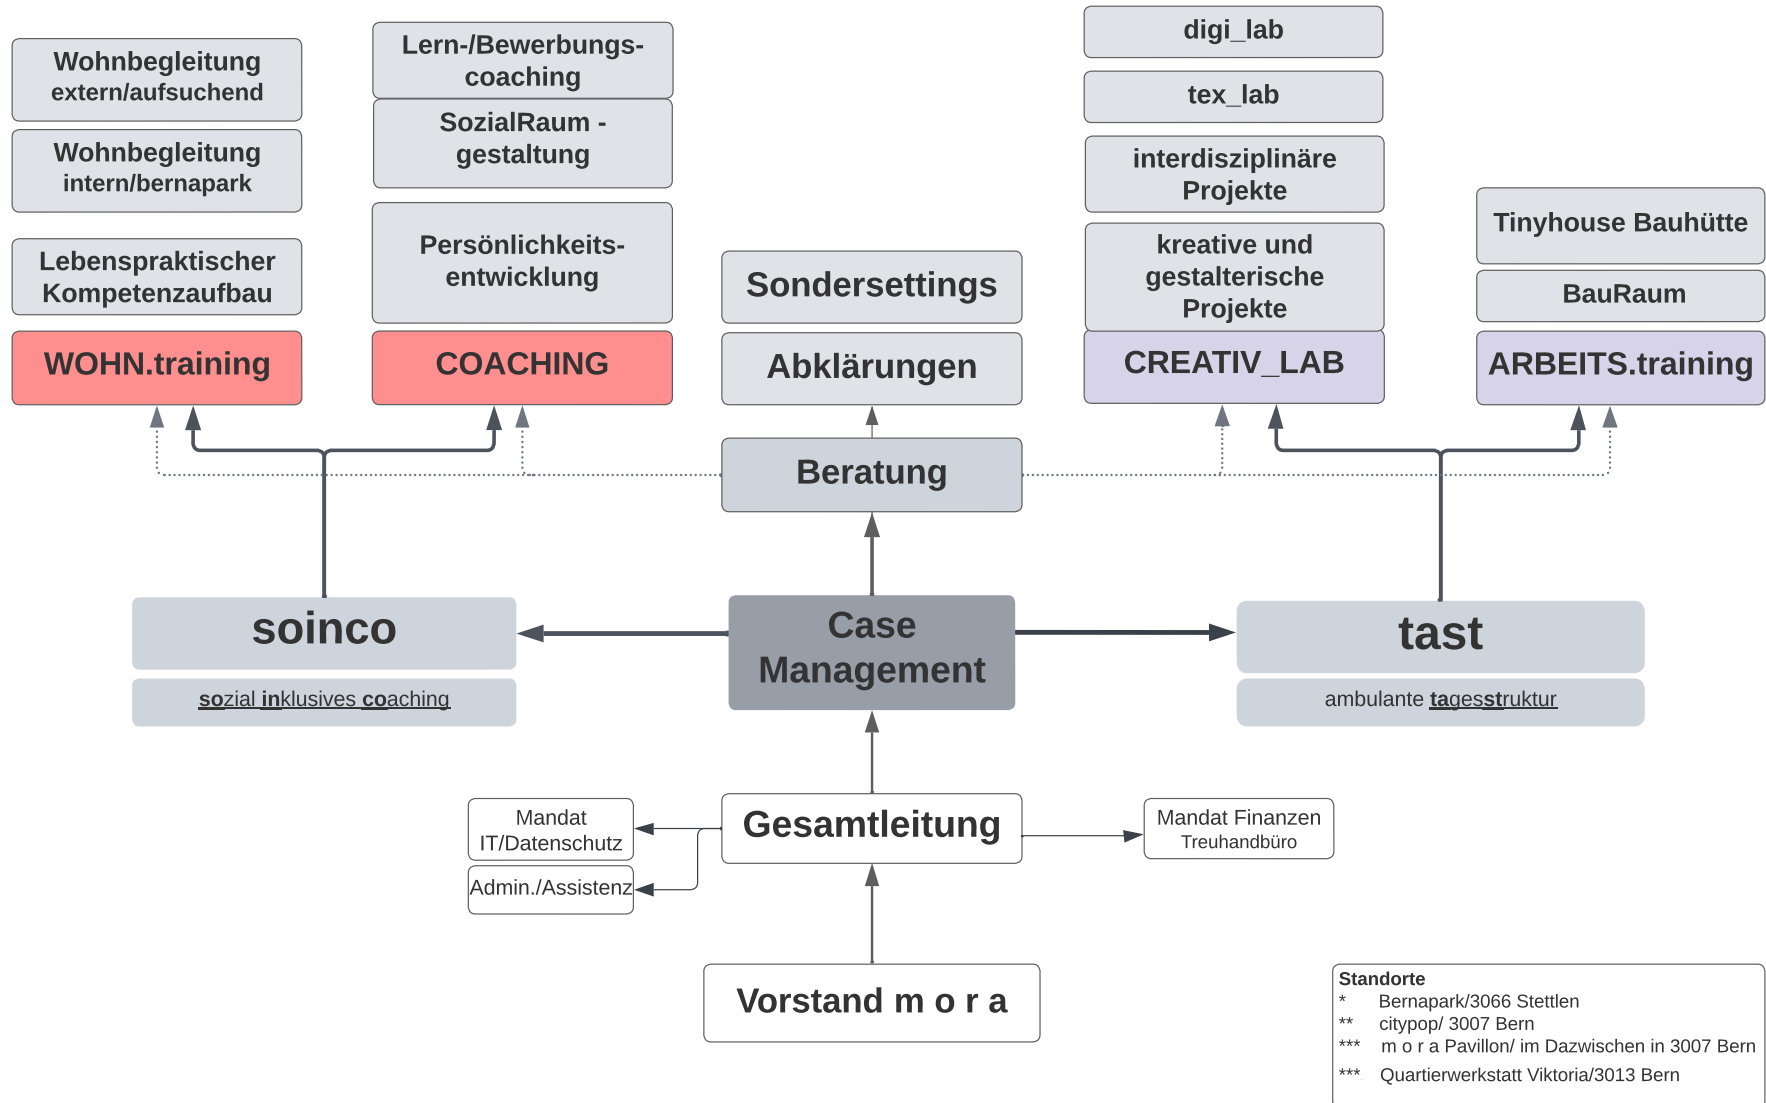 Wohnbegleitung
extern/aufsuchend
Wohnbegleitung
intern/bernapark
Lebenspraktischer
Kompetenzaufbau
WOHN.training
Lern-/Bewerbungs-
coaching
SozialRaum -
gestaltung
Persönlichkeits-
entwicklung
COACHING
Sondersettings
Abklärungen
Beratung
digi_lab
tex_lab
interdisziplinäre
Projekte
kreative und
gestalterische
Projekte
CREATIV_LAB
Tinyhouse Bauhütte
BauRaum
ARBEITS.training
soinco
sozial inklusives coaching
Case
Management
tast
ambulante tagesstruktur
Mandat
IT/Datenschutz
Admin./Assistenz
Gesamtleitung
Mandat Finanzen
Treuhandbüro
Vorstand m o r a
Standorte
* Bernapark/3066 Stettlen
** citypop/ 3007 Bern
*** m o r a Pavillon/ im Dazwischen in 3007 Bern
*** Quartierwerkstatt Viktoria/3013 Bern